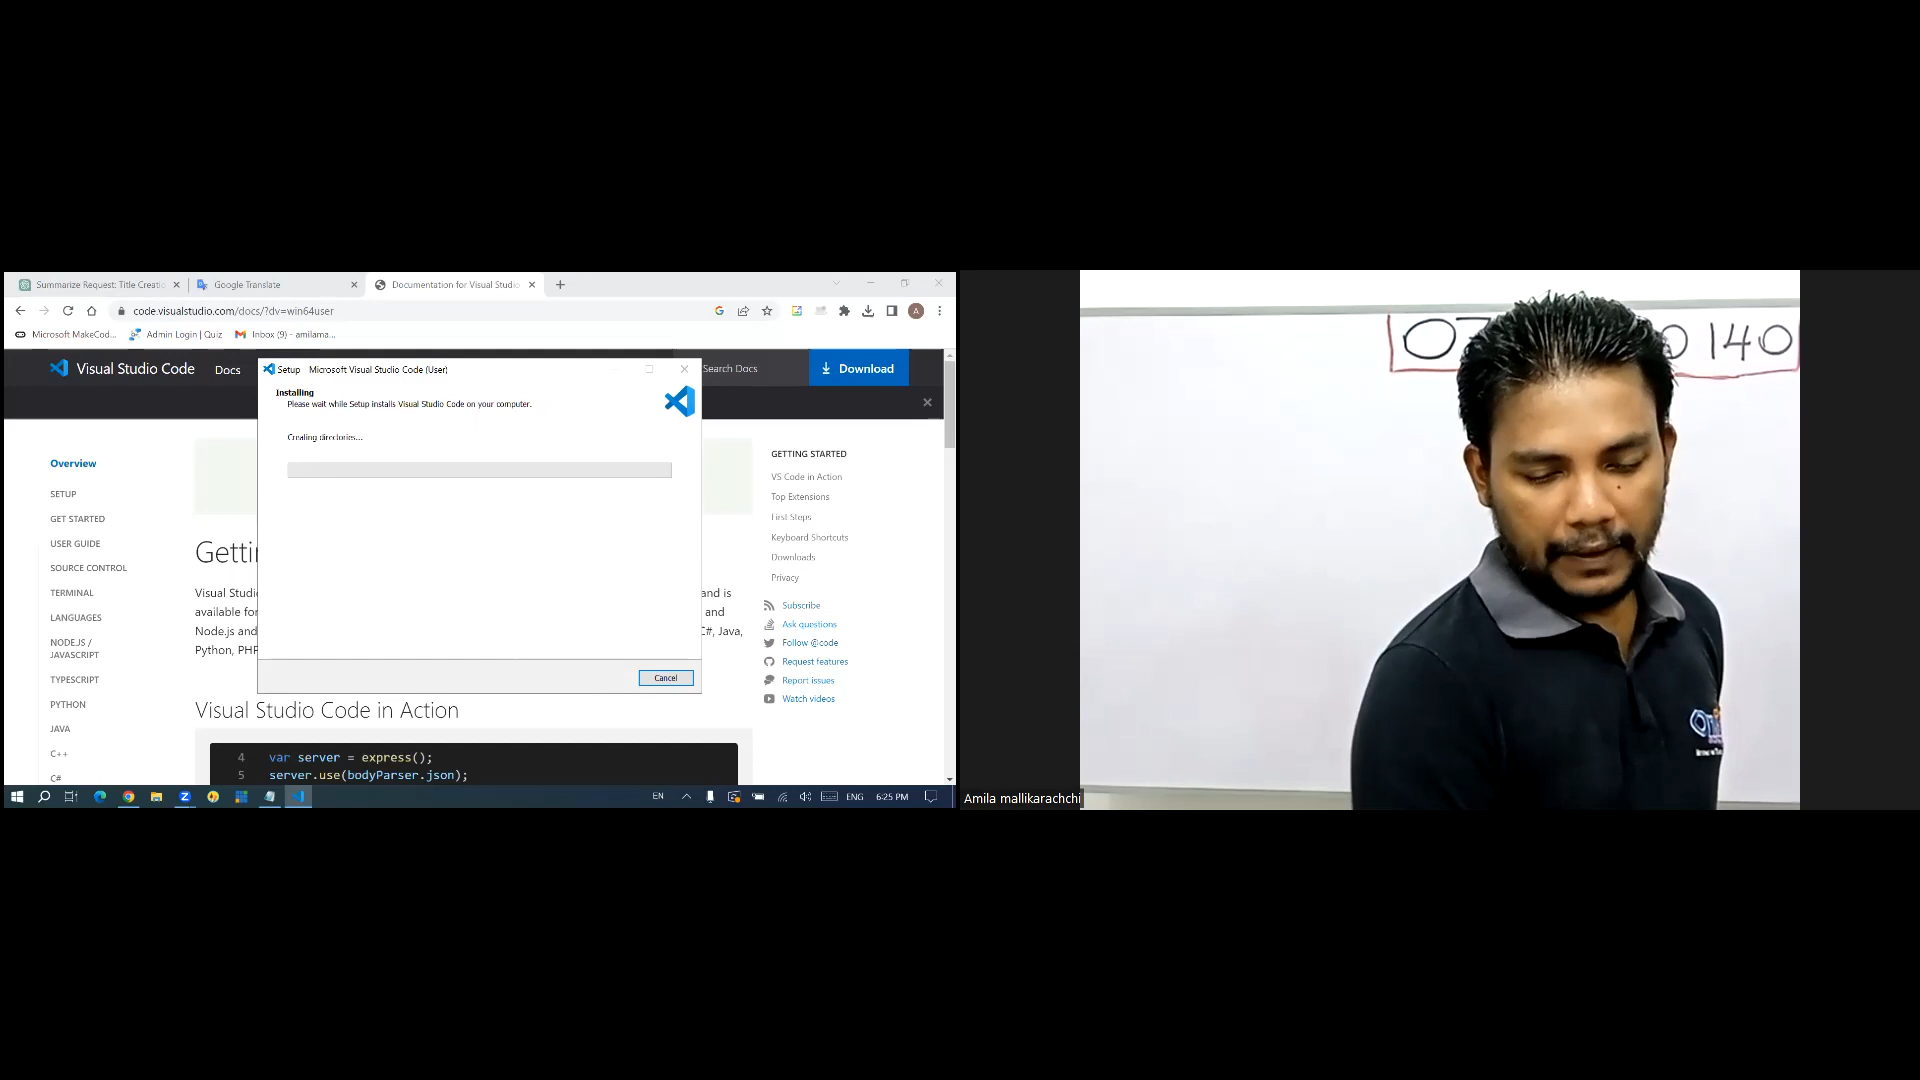 Summarize Request: Title Creatio
Google Translate
Documentation for Visual Studio
code.visualstudio.com/docs/?dv=win64user
A
Microsoft MakeCod...
Admin Login | Quiz
Inbox (9) - amilama...
Visual Studio Code
Docs
Search Docs
Download
Setup Microsoft Visual Studio Code (User)
Installing
Please wait while Setup installs Visual Studio Code on your computer.
Creating directories...
Cancel
Overview
SETUP
GET STARTED
USER GUIDE
SOURCE CONTROL
TERMINAL
LANGUAGES
NODE.JS /
JAVASCRIPT
TYPESCRIPT
PYTHON
JAVA
C++
C#
Getti
Visual Studi
and is
available for
and
Node.js and
C#, Java,
Python, PHP
Visual Studio Code in Action
4 var server = express();
5 server.use(bodyParser.json);
GETTING STARTED
VS Code in Action
Top Extensions
First Steps
Keyboard Shortcuts
Downloads
Privacy
Subscribe
Ask questions
Follow @code
Request features
Report issues
Watch videos
EN
ENG
6:25 PM
07
0 140
Amila mallikarachchi